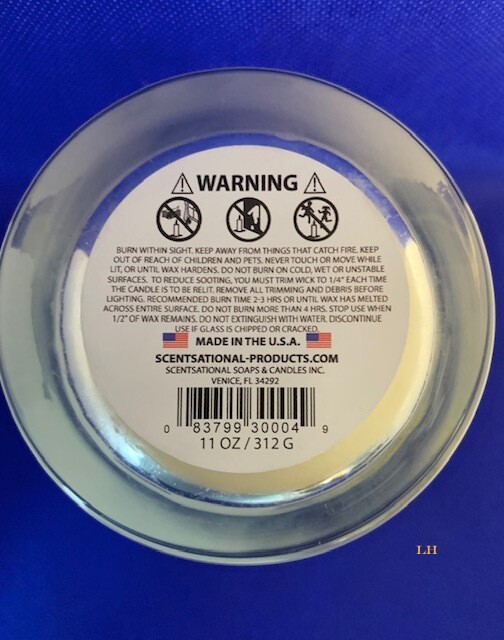 WARNING
BURN WITHIN SIGHT. KEEP AWAY FROM THINGS THAT CATCH FIRE. KEEP
OUT OF REACH OF CHILDREN AND PETS. NEVER TOUCH OR MOVE WHILE
LIT, OR UNTIL WAX HARDENS. DO NOT BURN ON COLD, WET OR UNSTABLE
SURFACES. TO REDUCE SOOTING, YOU MUST TRIM WICK TO 1/4" EACH TIME
THE CANDLE IS TO BE RELIT. REMOVE ALL TRIMMING AND DEBRIS BEFORE
LIGHTING. RECOMMENDED BURN TIME 2-3 HRS OR UNTIL WAX HAS MELTED
ACROSS ENTIRE SURFACE. DO NOT BURN MORE THAN 4 HRS. STOP USE WHEN
1/2" OF WAX REMAINS. DO NOT EXTINGUISH WITH WATER. DISCONTINUE
USE IF GLASS IS CHIPPED OR CRACKED.
MADE IN THE U.S.A.
SCENTSATIONAL-PRODUCTS.COM
SCENTSATIONAL SOAPS & CANDLES INC.
VENICE, FL 34292
0 83799 30004 9
11 OZ / 312 G
LH